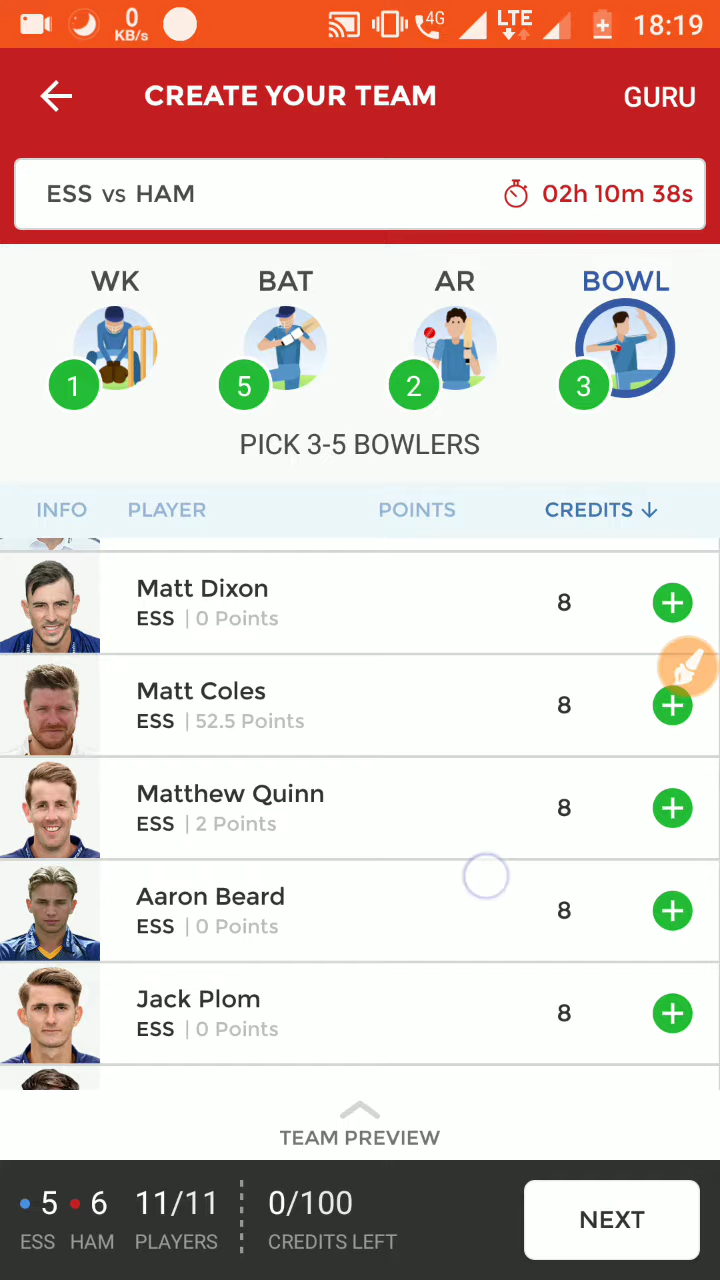 0 KB/s 4G LTE 18:19
CREATE YOUR TEAM GURU
ESS vs HAM 02h 10m 38s
WK BAT AR BOWL
1 5 2 3
PICK 3-5 BOWLERS
INFO PLAYER POINTS CREDITS ↓
Matt Dixon
ESS | 0 Points
8
Matt Coles
ESS | 52.5 Points
8
Matthew Quinn
ESS | 2 Points
8
Aaron Beard
ESS | 0 Points
8
Jack Plom
ESS | 0 Points
8
TEAM PREVIEW
5 6 11/11 0/100
ESS HAM PLAYERS CREDITS LEFT
NEXT